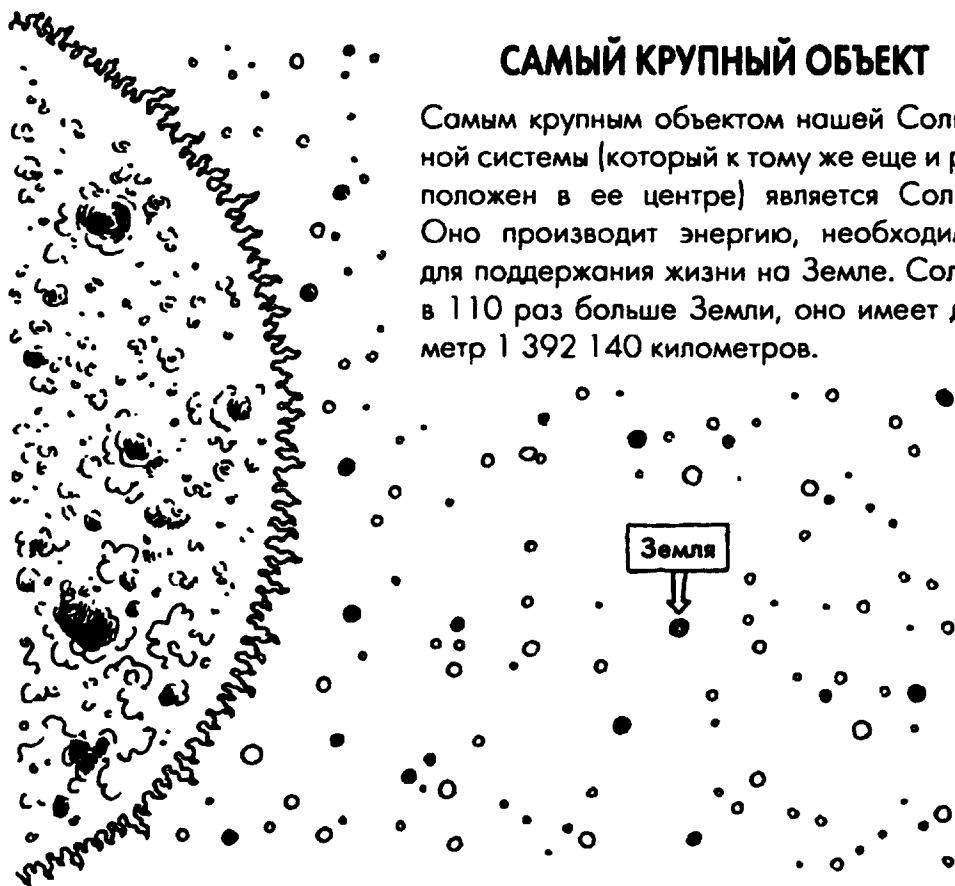 САМЫЙ КРУПНЫЙ ОБЪЕКТ
Самым крупным объектом нашей Сол
ной системы (который к тому же еще и р
положен в ее центре) является Сол
Оно производит энергию, необходим
для поддержания жизни на Земле. Сол
в 110 раз больше Земли, оно имеет д
метр 1 392 140 километров.
Земля